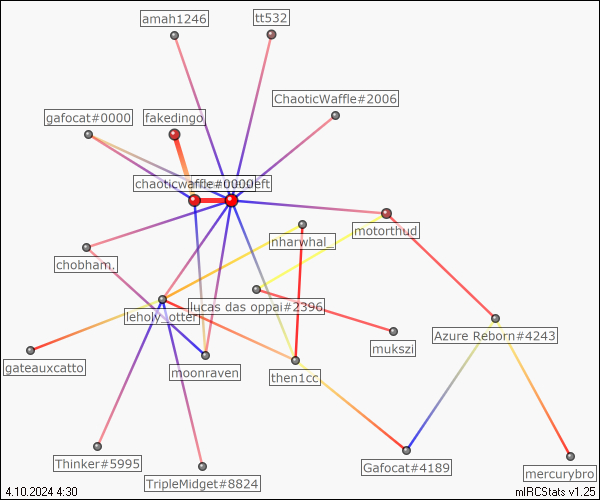 amah1246
tt532
ChaoticWaffle#2006
gafocat#0000
fakedingo
chaoticwaffle#0000
motorthud
nharwhal_
chobham_
lucas das oppai#2396
leholy_otter
Azure Reborn#4243
mukszi
gateauxcatto
moonraven
then1cc
Thinker#5995
Gafocat#4189
mercurybro
TripleMidget#8824
4.10.2024 4:30
mIRCStats v1.25